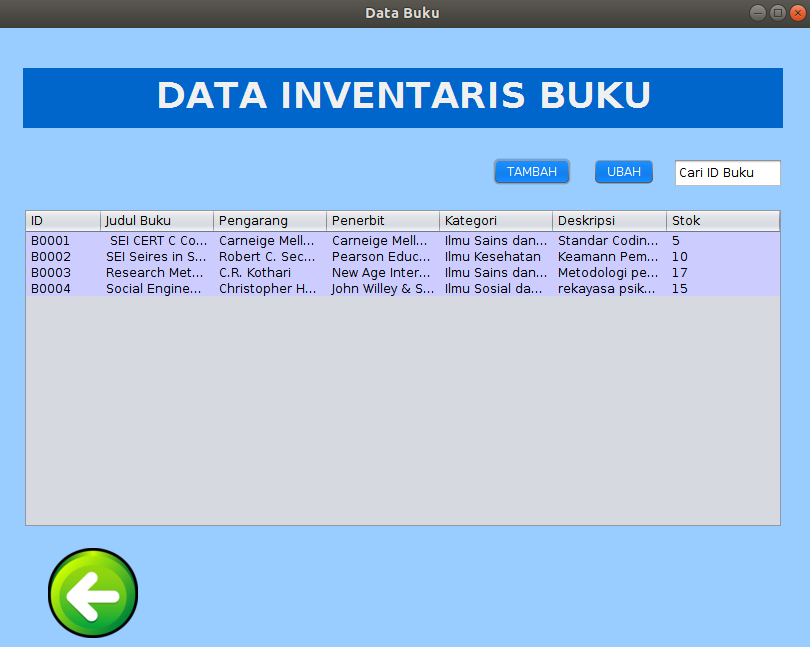 Data Buku
DATA INVENTARIS BUKU
TAMBAH UBAH Cari ID Buku
ID Judul Buku Pengarang Penerbit Kategori Deskripsi Stok
B0001 SEI CERT C Co... Carneige Mell... Carneige Mell... Ilmu Sains dan... Standar Codin... 5
B0002 SEI Seires in S... Robert C. Sec... Pearson Educ... Ilmu Kesehatan Keamann Pem... 10
B0003 Research Met... C.R. Kothari New Age Inter... Ilmu Sains dan... Metodologi pe... 17
B0004 Social Engine... Christopher H... John Willey & S... Ilmu Sosial da... rekayasa psik... 15